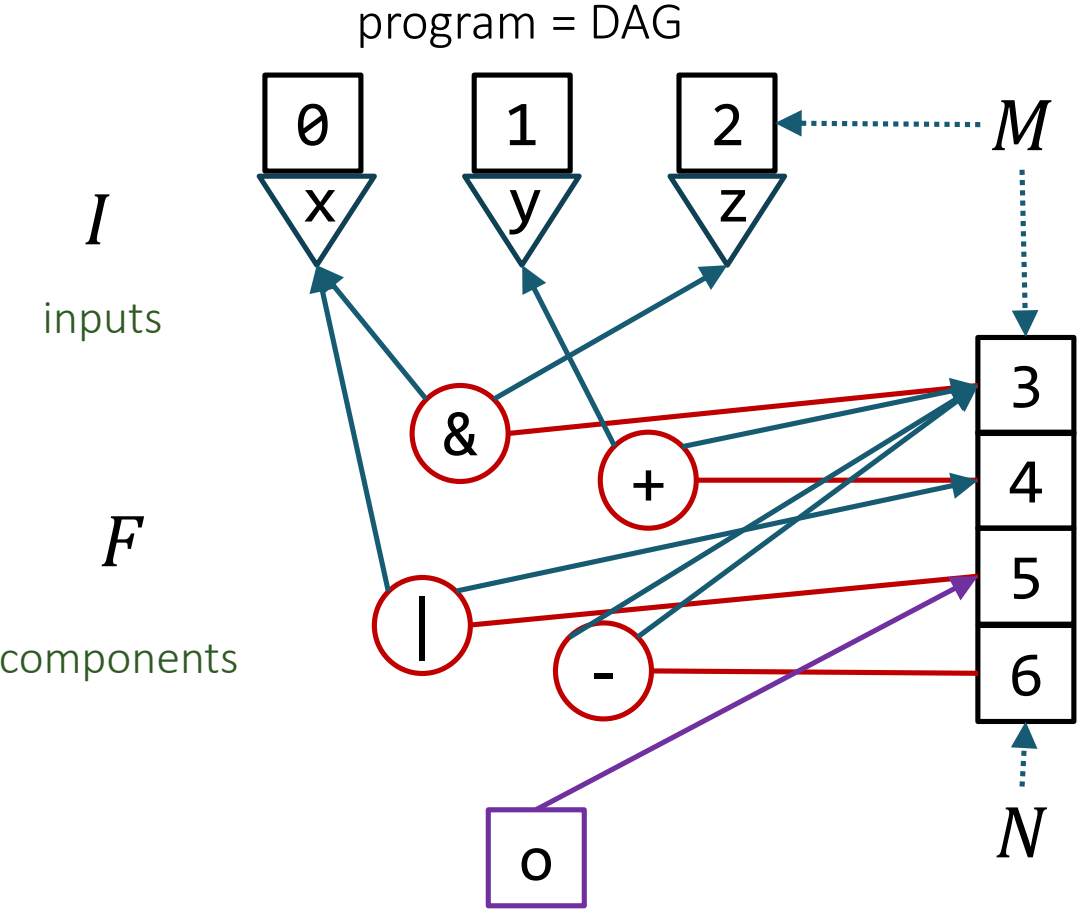 program = DAG
0 1 2 M
x y z
I
inputs
3
&
+ 4
F
5
|
components
- 6
N
o